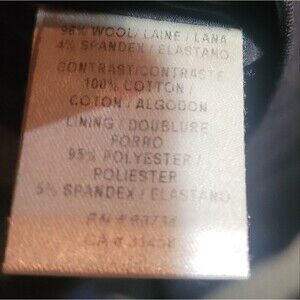 96% WOOL/LAINE/LANA
4% SPANDEX/ELASTANO
CONTRAST/CONTRASTE
100% COTTON/
COTON/ALGODON
LINING/DOUBLURE
FORRO
95% POLYESTER/
POLIESTER
5% SPANDEX/ELASTANO
RN#
CA#